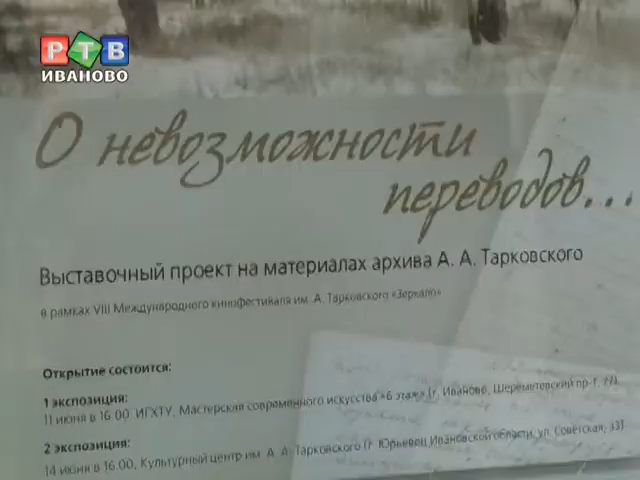 РТВ
ИВАНОВО
О невозможности
переводов...
Выставочный проект на материалах архива А. А. Тарковского
в рамках VIII Международного кинофестиваля им. А. Тарковского «Зеркало»
Открытие состоится:
1 экспозиция:
11 июня в 16.00 ИГХТУ, Мастерская современного искусства «6 этаж» (г. Иваново, Шереметевский пр-т,
2 экспозиция:
14 июня в 16.00, Культурный центр им. А. А. Тарковского (г. Юрьевец Ивановской области, ул. Советская, 33)